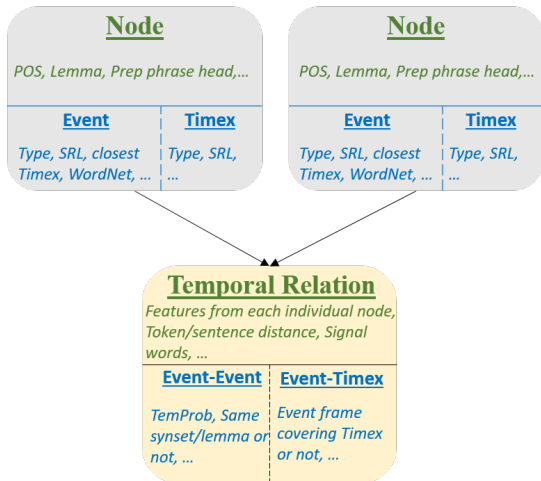 Node
POS, Lemma, Prep phrase head,...
Event
Type, SRL, closest
Timex, WordNet, ...
Timex
Type, SRL,
...
Node
POS, Lemma, Prep phrase head,...
Event
Type, SRL, closest
Timex, WordNet, ...
Timex
Type, SRL,
...
Temporal Relation
Features from each individual node,
Token/sentence distance, Signal
words, ...
Event-Event
TemProb, Same
synset/lemma or
not, ...
Event-Timex
Event frame
covering Timex
or not, ...